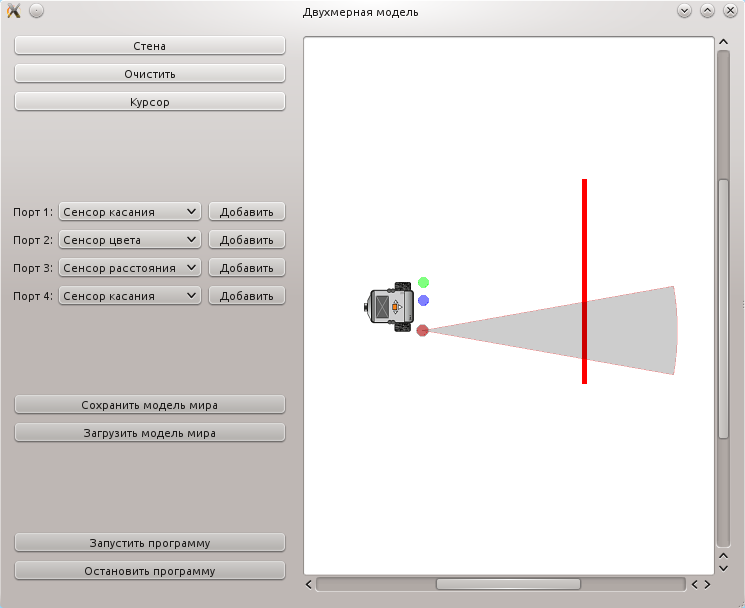 Двухмерная модель
Стена
Очистить
Курсор
Порт 1: Сенсор касания Добавить
Порт 2: Сенсор цвета Добавить
Порт 3: Сенсор расстояния Добавить
Порт 4: Сенсор касания Добавить
Сохранить модель мира
Загрузить модель мира
Запустить программу
Остановить программу